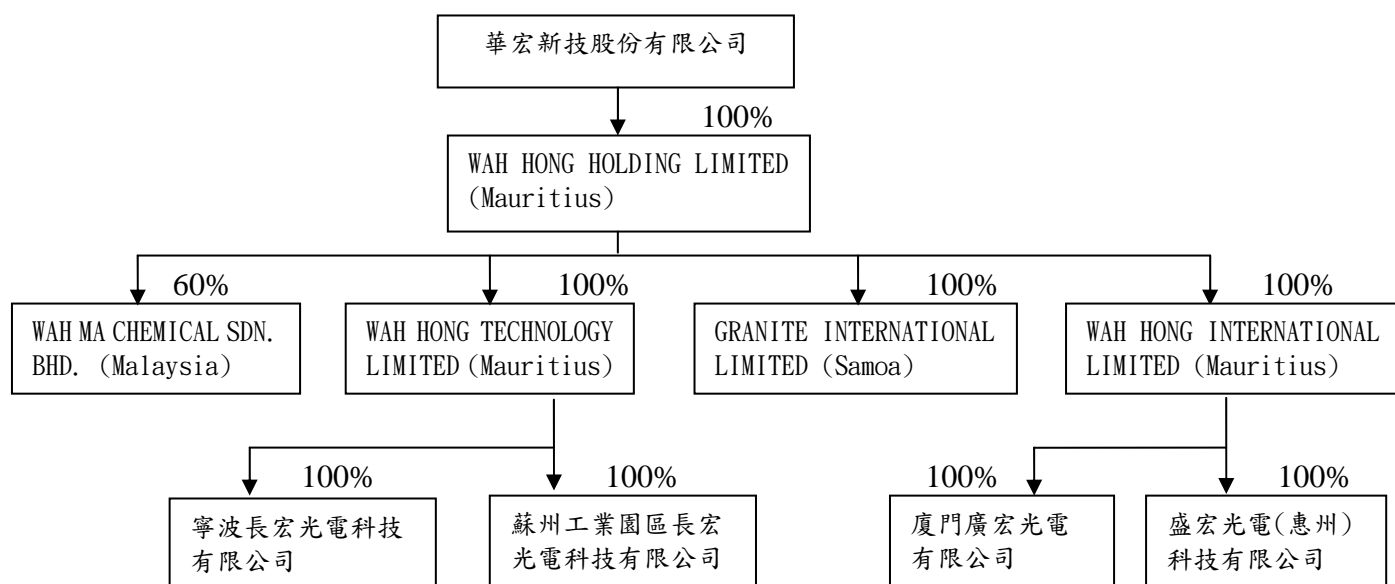 華宏新技股份有限公司
100%
WAH HONG HOLDING LIMITED
(Mauritius)
60%
100%
100%
100%
WAH MA CHEMICAL SDN.
BHD. (Malaysia)
WAH HONG TECHNOLOGY
LIMITED (Mauritius)
GRANITE INTERNATIONAL
LIMITED (Samoa)
WAH HONG INTERNATIONAL
LIMITED (Mauritius)
100%
100%
100%
100%
寧波長宏光電科技
有限公司
蘇州工業園區長宏
光電科技有限公司
廈門廣宏光電
有限公司
盛宏光電(惠州)
科技有限公司